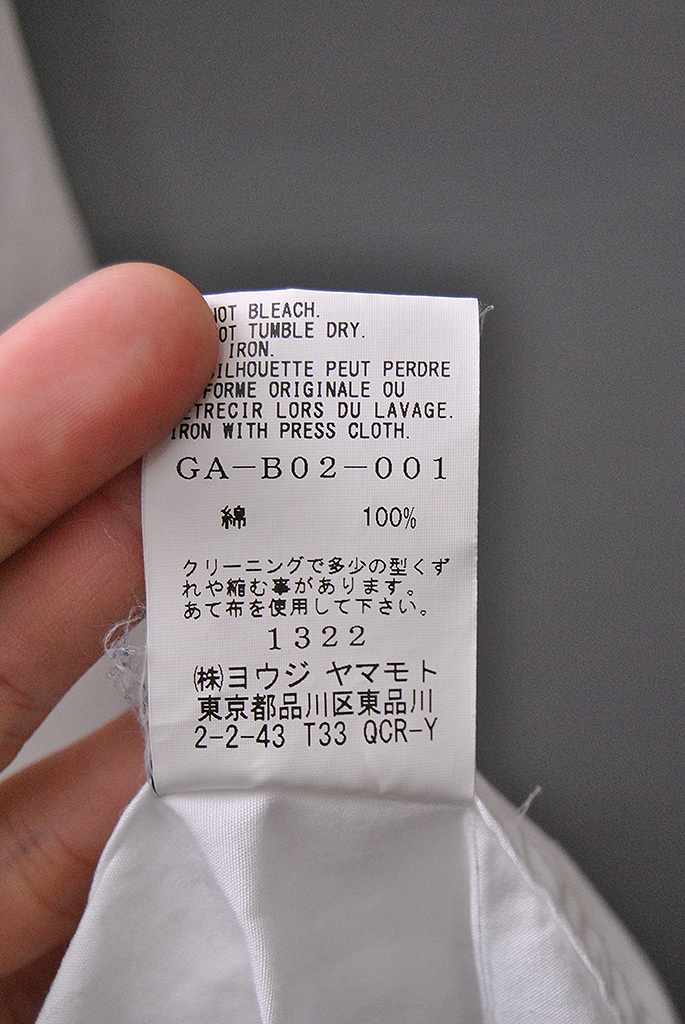 NOT BLEACH.
OT TUMBLE DRY.
IRON.
SILHOUETTE PEUT PERDRE
FORME ORIGINALE OU
ETRECIR LORS DU LAVAGE.
IRON WITH PRESS CLOTH.
GA-B02-001
綿 100%
クリーニングで多少の型くず
れや縮む事があります。
あて布を使用して下さい。
1322
㈱ヨウジ ヤマモト
東京都品川区東品川
2-2-43 T33 QCR-Y